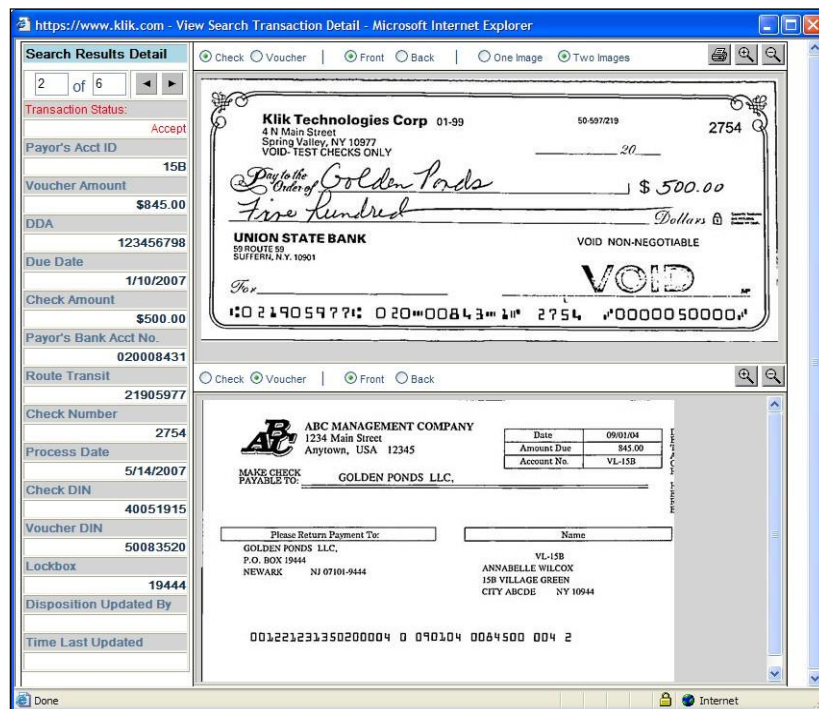 https://www.klik.com - View Search Transaction Detail - Microsoft Internet Explorer
Search Results Detail
2 of 6
Transaction Status:
Accept
Payor's Acct ID
15B
Voucher Amount
$845.00
DDA
123456798
Due Date
1/10/2007
Check Amount
$500.00
Payor's Bank Acct No.
020008431
Route Transit
21905977
Check Number
2754
Process Date
5/14/2007
Check DIN
40051915
Voucher DIN
50083520
Lockbox
19444
Disposition Updated By
Time Last Updated
Check Voucher | Front Back | One Image Two Images
Klik Technologies Corp 01-99 50-597/219 2754
4 N Main Street
Spring Valley, NY 10977
VOID- TEST CHECKS ONLY
20
Pay to the
Order of Golden Ponds $ 500.00
Five Hundred Dollars
UNION STATE BANK VOID NON-NEGOTIABLE
59 ROUTE 59
SUFFERN, N.Y. 10901
VOID
For MP
⑆021905977⑆ 020⑉00843⑉1⑈ 2754 ⑇0000050000⑇
Check Voucher | Front Back
ABC
ABC MANAGEMENT COMPANY
1234 Main Street
Anytown, USA 12345
Date 09/01/04
Amount Due $45.00
Account No. VL-15B
MAKE CHECK
PAYABLE TO: GOLDEN PONDS LLC,
Please Return Payment To:
GOLDEN PONDS LLC,
P.O. BOX 19444
NEWARK NJ 07101-9444
Name
VL-15B
ANNABELLE WILCOX
15B VILLAGE GREEN
CITY ABCDE NY 10944
001221231350200004 0 090104 0084500 004 2
Done
Internet